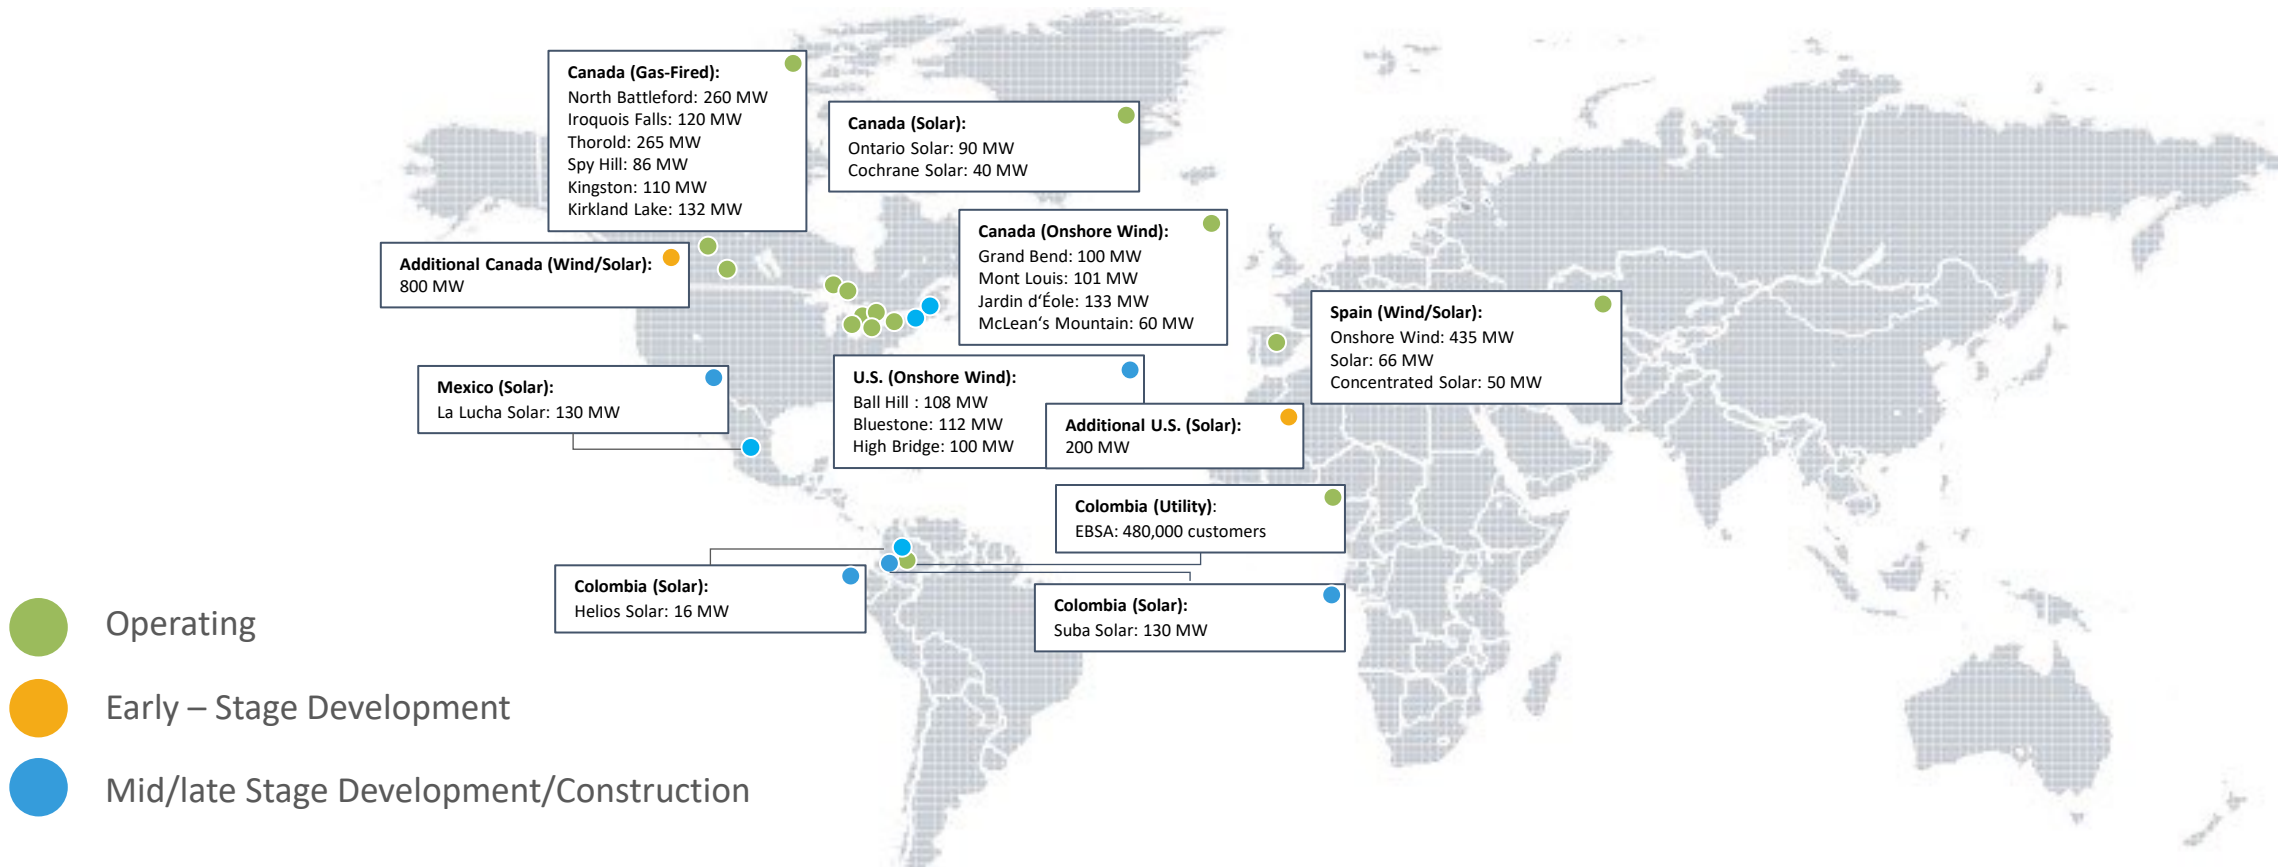 Canada (Gas-Fired):
North Battleford: 260 MW
Iroquois Falls: 120 MW
Thorold: 265 MW
Spy Hill: 86 MW
Kingston: 110 MW
Kirkland Lake: 132 MW
Canada (Solar):
Ontario Solar: 90 MW
Cochrane Solar: 40 MW
Canada (Onshore Wind):
Grand Bend: 100 MW
Mont Louis: 101 MW
Jardin d‘Éole: 133 MW
McLean‘s Mountain: 60 MW
Additional Canada (Wind/Solar):
800 MW
Spain (Wind/Solar):
Onshore Wind: 435 MW
Solar: 66 MW
Concentrated Solar: 50 MW
Mexico (Solar):
La Lucha Solar: 130 MW
U.S. (Onshore Wind):
Ball Hill : 108 MW
Bluestone: 112 MW
High Bridge: 100 MW
Additional U.S. (Solar):
200 MW
Colombia (Utility):
EBSA: 480,000 customers
Colombia (Solar):
Helios Solar: 16 MW
Colombia (Solar):
Suba Solar: 130 MW
Operating
Early – Stage Development
Mid/late Stage Development/Construction